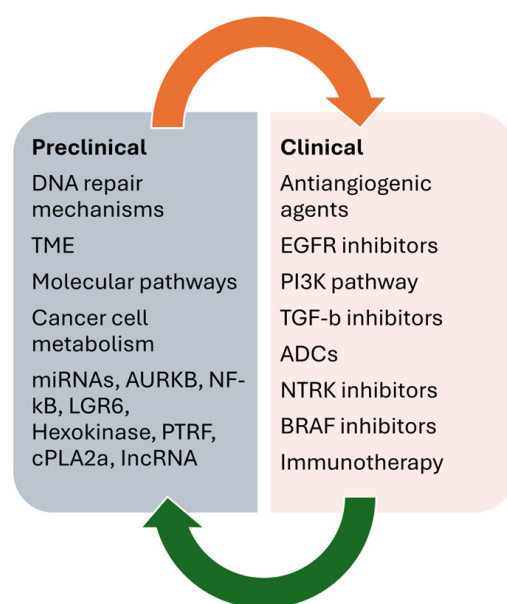 Preclinical
DNA repair
mechanisms
TME
Molecular pathways
Cancer cell
metabolism
miRNAs, AURKB, NF-
kB, LGR6,
Hexokinase, PTRF,
cPLA2a, lncRNA
Clinical
Antiangiogenic
agents
EGFR inhibitors
PI3K pathway
TGF-b inhibitors
ADCs
NTRK inhibitors
BRAF inhibitors
Immunotherapy